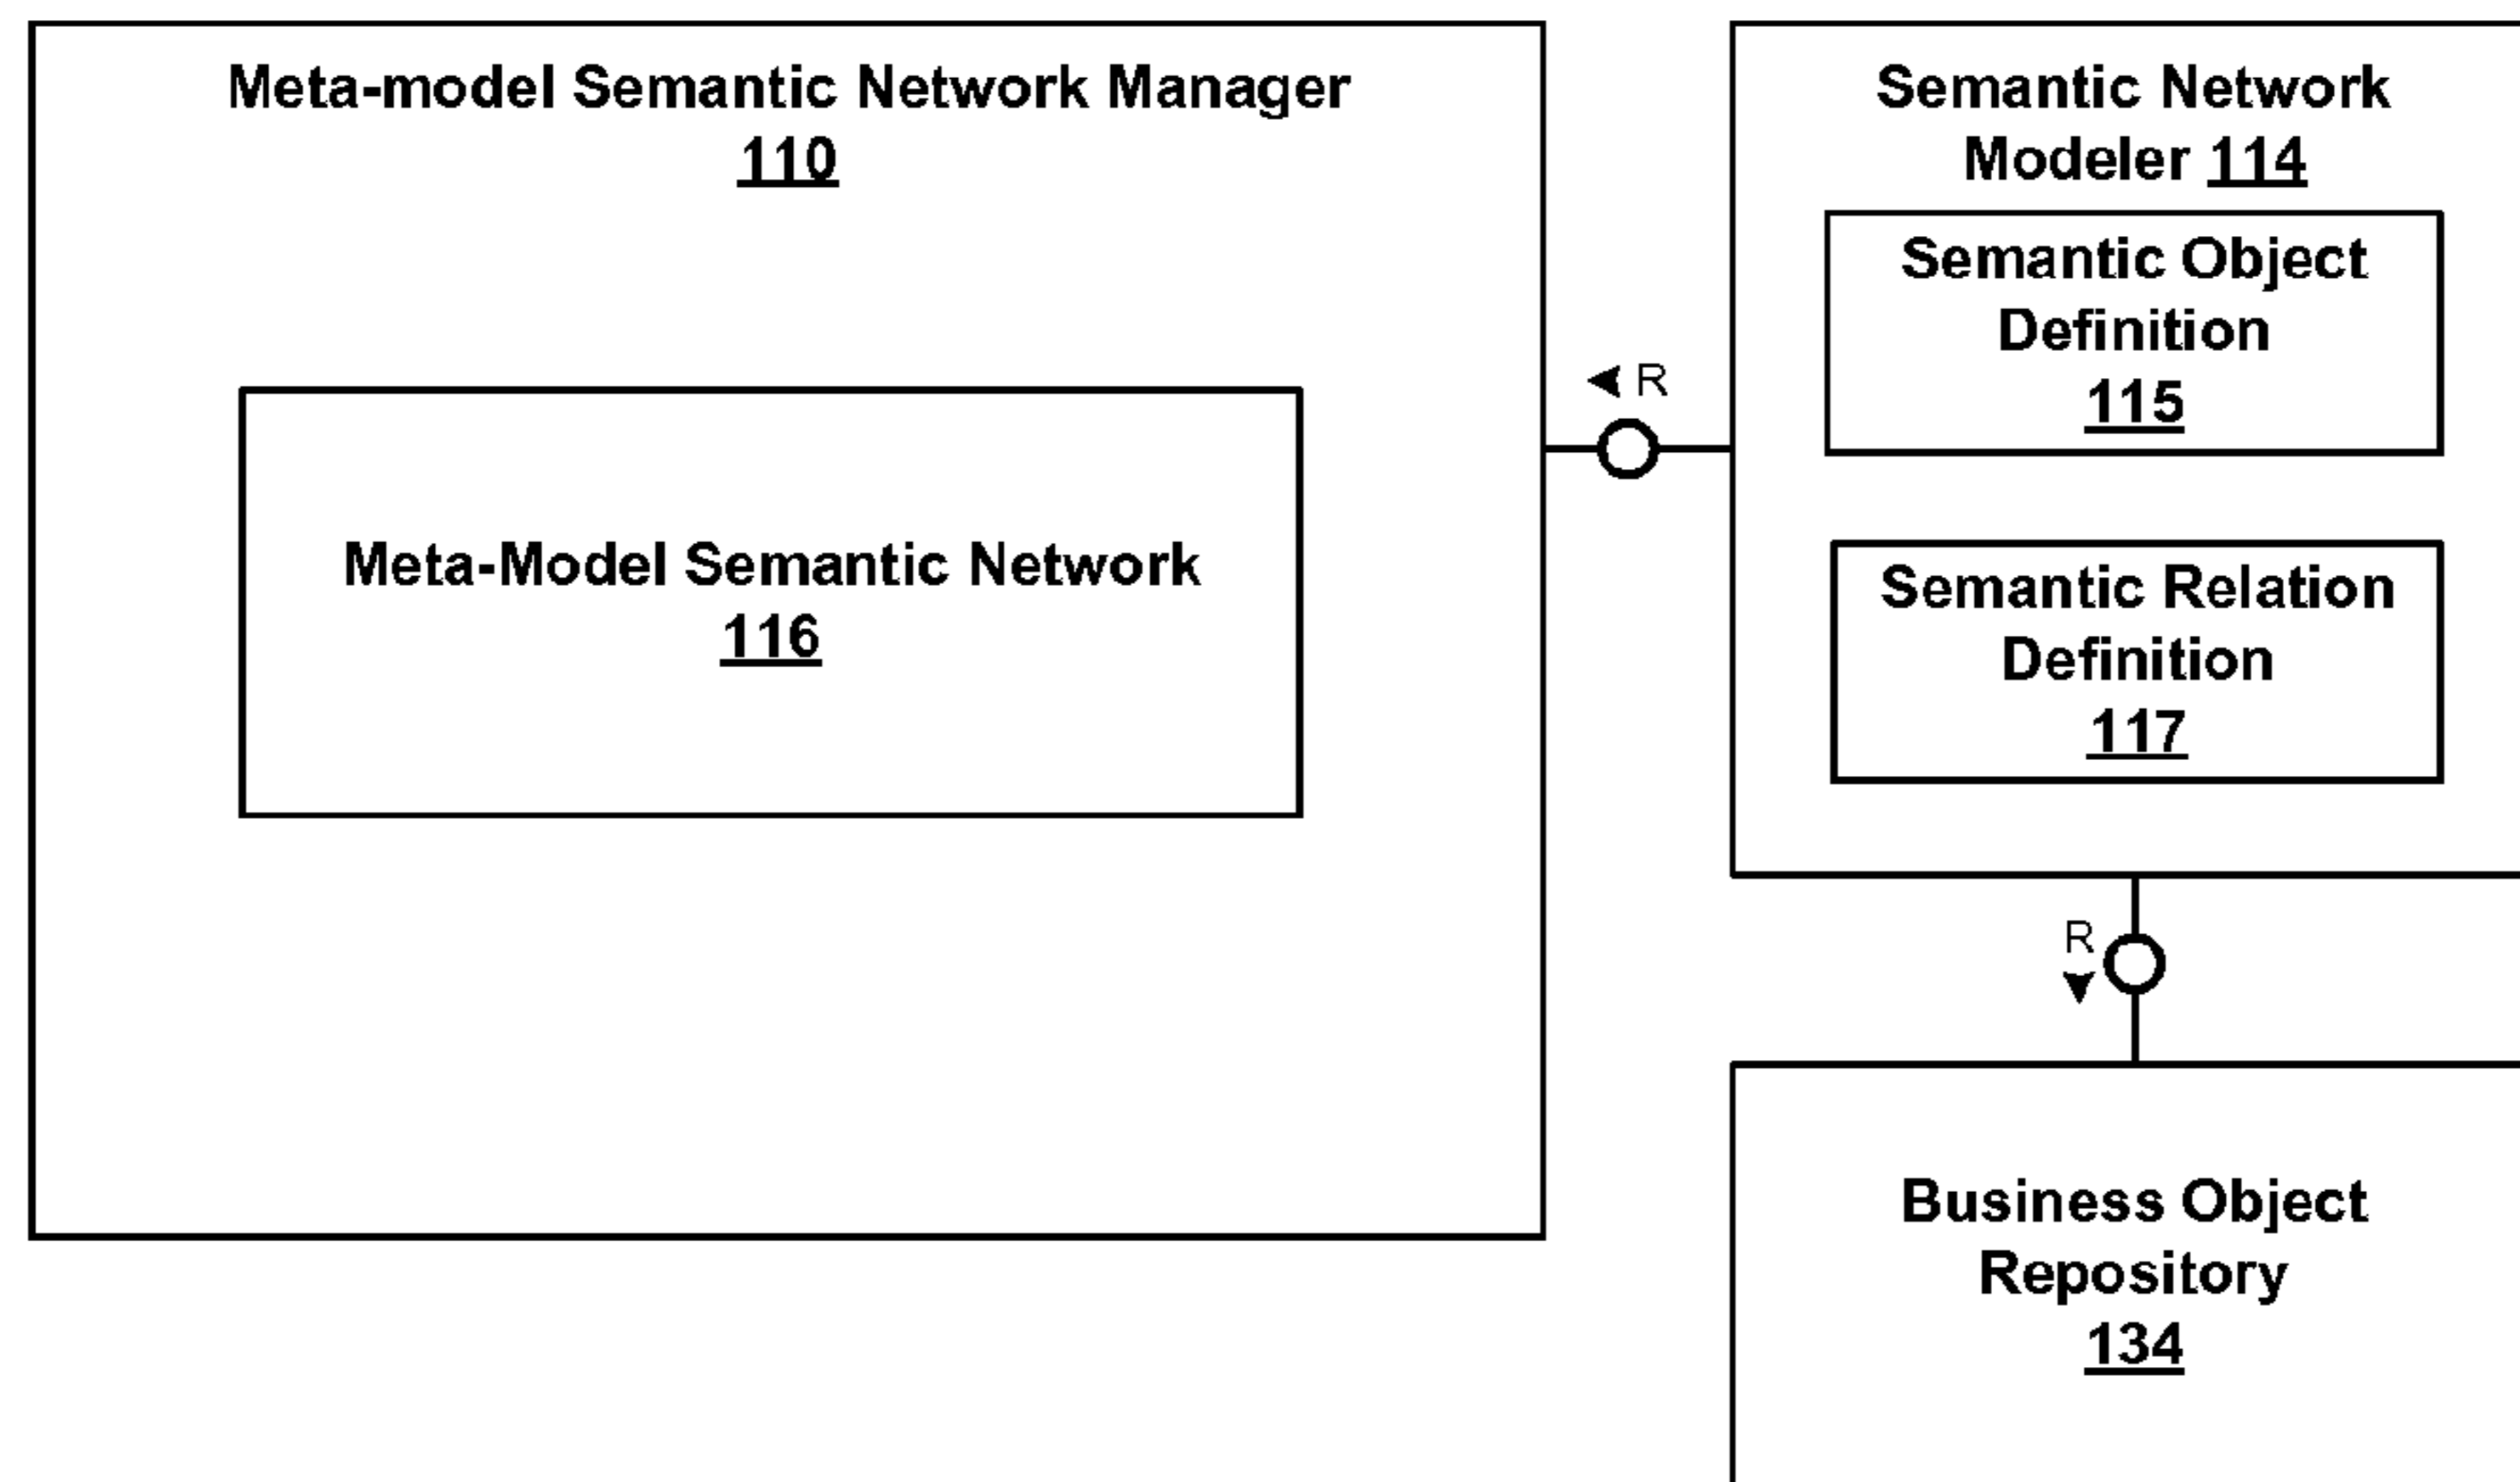 Meta-model Semantic Network Manager
110
Meta-Model Semantic Network
116
R
Semantic Network
Modeler 114
Semantic Object
Definition
115
Semantic Relation
Definition
117
R
Business Object
Repository
134